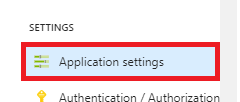 SETTINGS
Application settings
Authentication / Authorization